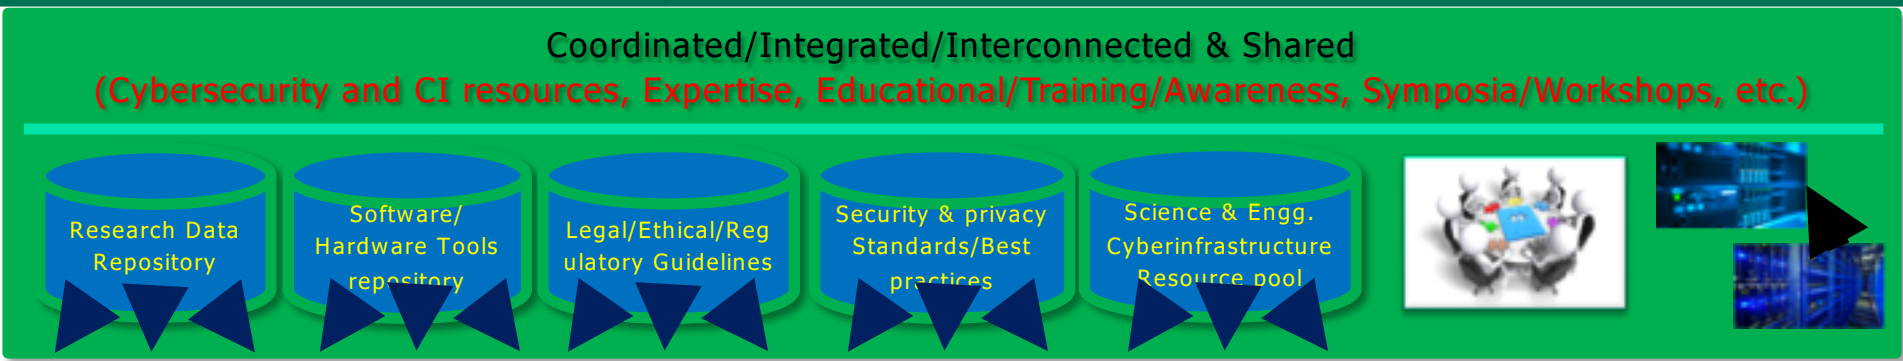 Coordinated/Integrated/Interconnected & Shared
(Cybersecurity and CI resources, Expertise, Educational/Training/Awareness, Symposia/Workshops, etc.)
Research Data
Repository
Software/
Hardware Tools
repository
Legal/Ethical/Reg
ulatory Guidelines
Security & privacy
Standards/Best
practices
Science & Engg.
Cyberinfrastructure
Resource pool